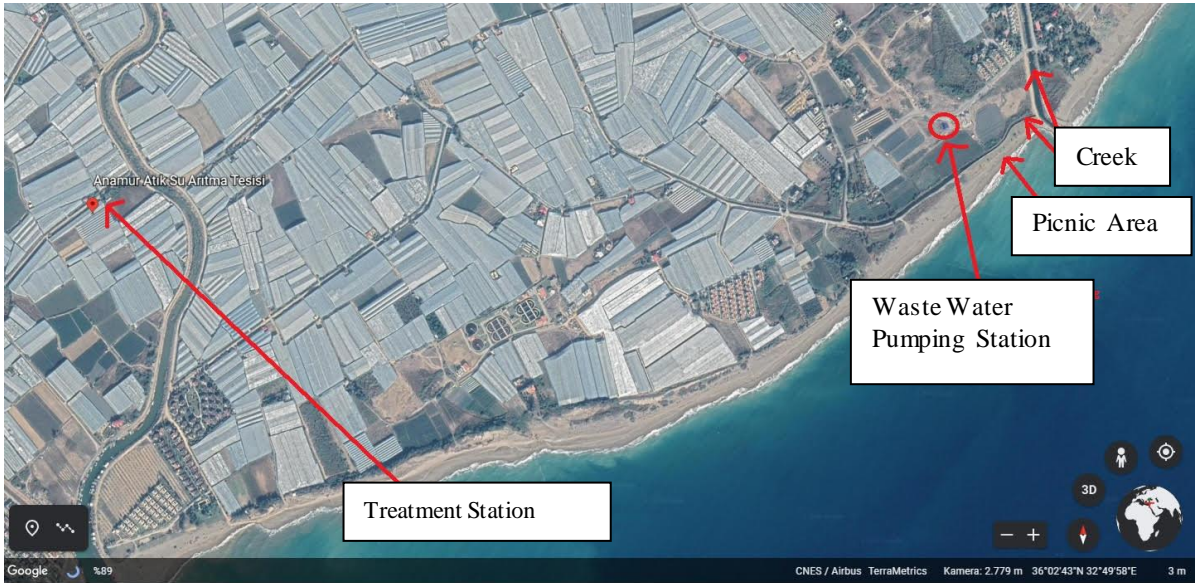 Anamur Atık Su Arıtma Tesisi
Creek
Picnic Area
Waste Water
Pumping Station
Treatment Station
3D
Google
%89
CNES / Airbus TerraMetrics Kamera: 2.779 m 36°02'43"N 32°49'58"E 3 m